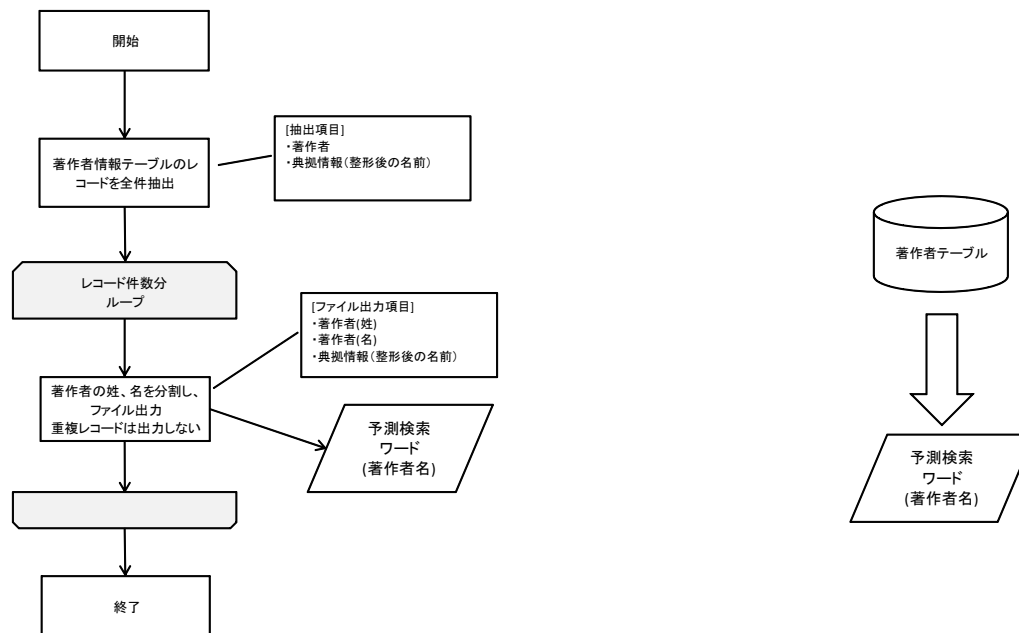 開始
著作者情報テーブルのレ
コードを全件抽出
[抽出項目]
・著作者
・典拠情報(整形後の名前)
レコード件数分
ループ
[ファイル出力項目]
・著作者(姓)
・著作者(名)
・典拠情報(整形後の名前)
著作者の姓、名を分割し、
ファイル出力
重複レコードは出力しない
予測検索
ワード
(著作者名)
終了
著作者テーブル
予測検索
ワード
(著作者名)